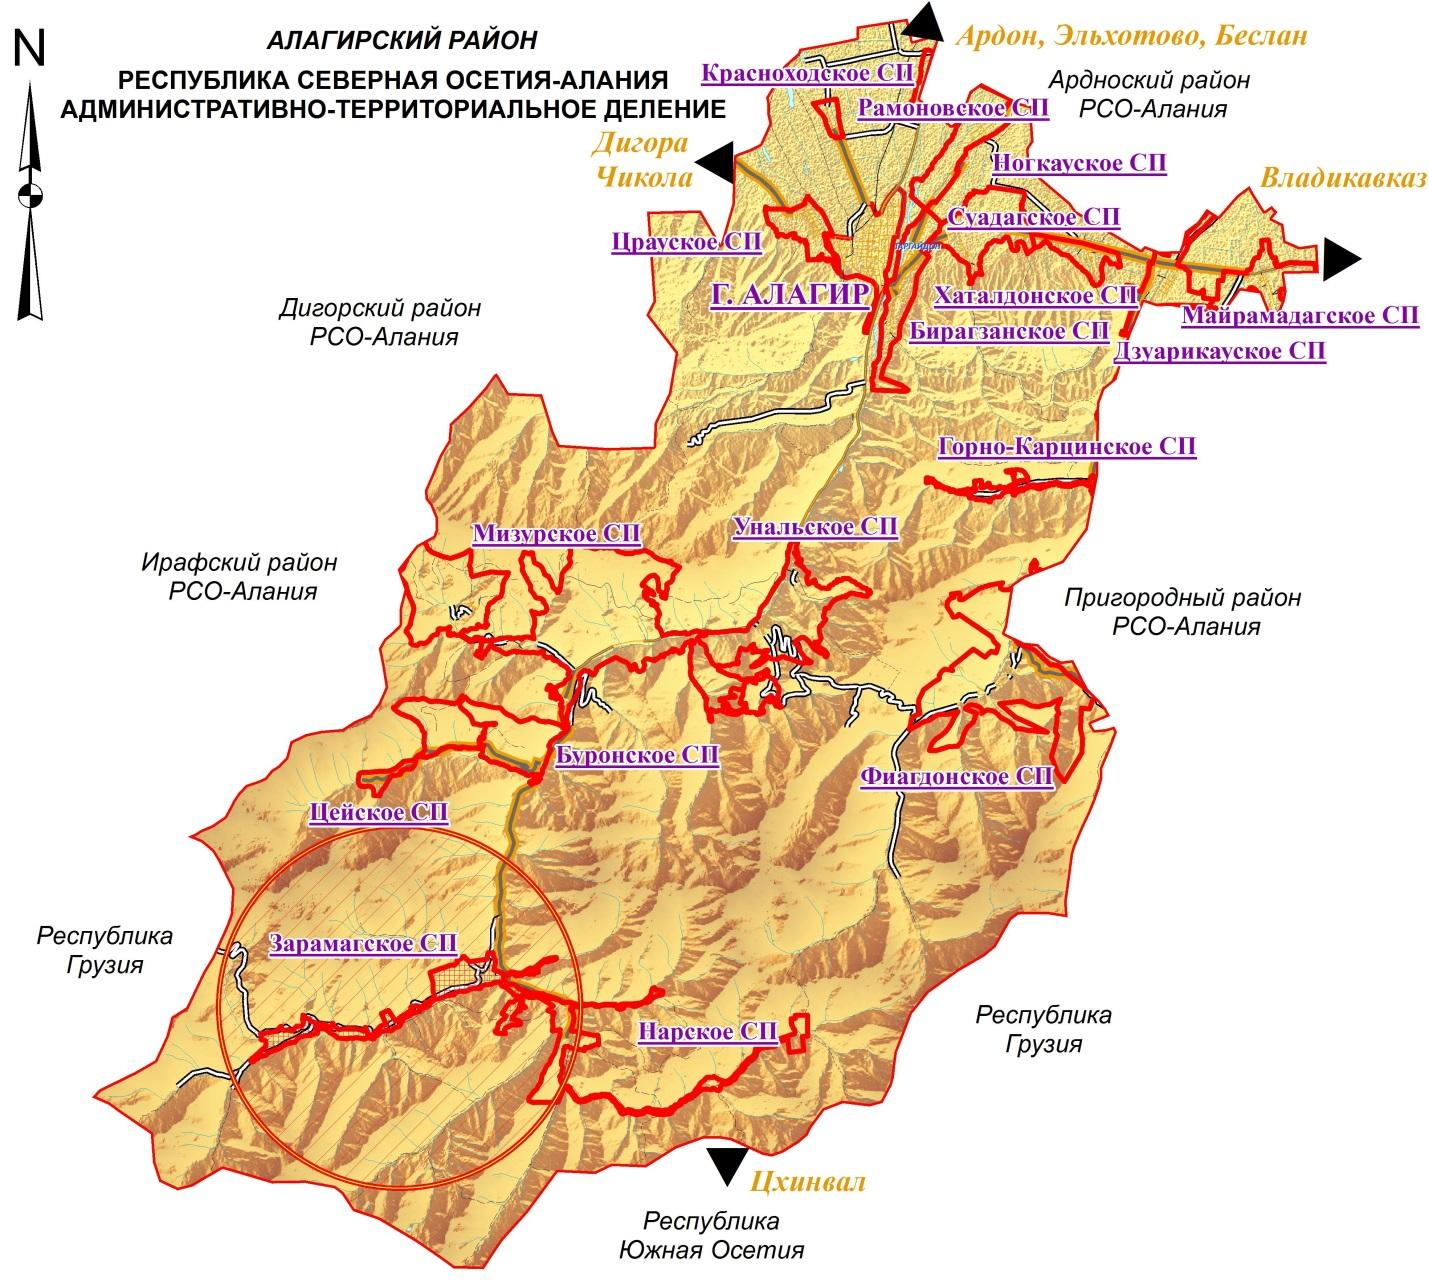 N
АЛАГИРСКИЙ РАЙОН
РЕСПУБЛИКА СЕВЕРНАЯ ОСЕТИЯ-АЛАНИЯ
АДМИНИСТРАТИВНО-ТЕРРИТОРИАЛЬНОЕ ДЕЛЕНИЕ
Ардон, Эльхотово, Беслан
Красноходское СП
Ардноский район
РСО-Алания
Рамоновское СП
Дигора
Чикола
Ногкауское СП
Владикавказ
Суадагское СП
Црауское СП
Г. АЛАГИР
Хаталдонское СП
Дигорский район
РСО-Алания
Майрамадагское СП
Бирагзанское СП
Дзуарикауское СП
Горно-Карцинское СП
Мизурское СП
Унальское СП
Ирафский район
РСО-Алания
Пригородный район
РСО-Алания
Буронское СП
Фиагдонское СП
Цейское СП
Республика
Грузия
Зарамагское СП
Республика
Грузия
Нарское СП
Цхинвал
Республика
Южная Осетия